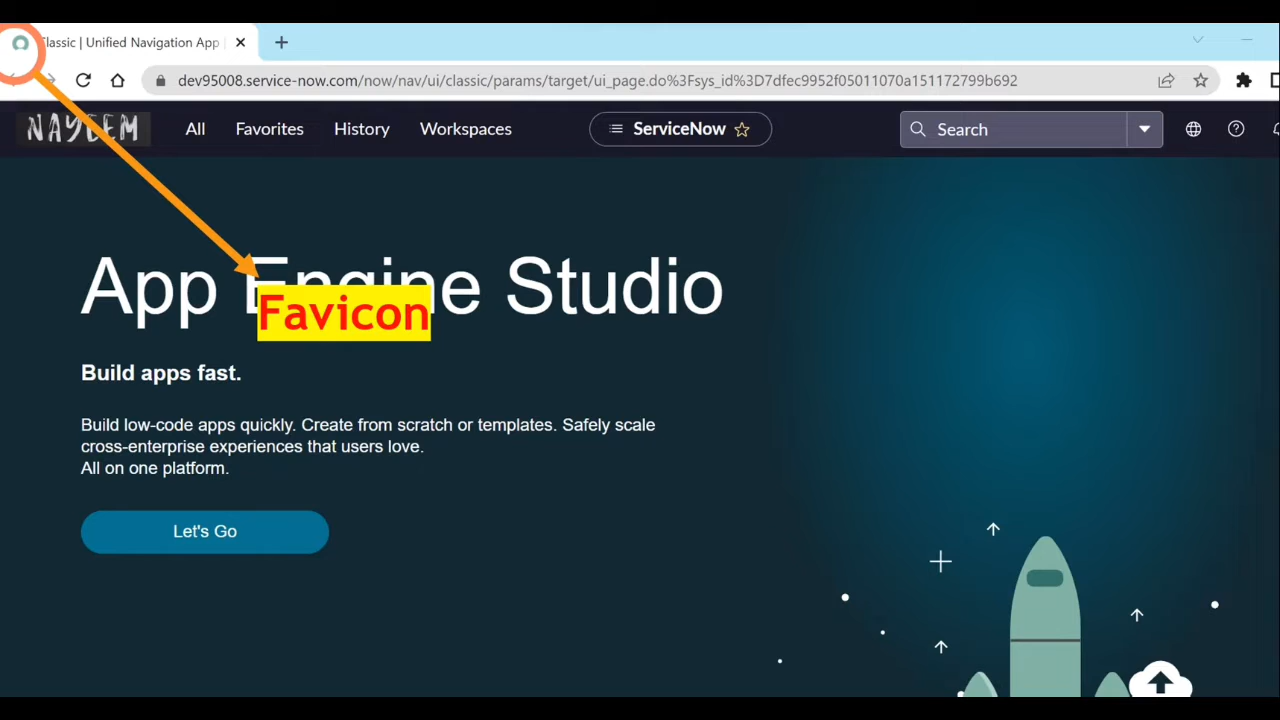 Classic | Unified Navigation App |
dev95008.service-now.com/now/nav/ui/classic/params/target/ui_page.do%3Fsys_id%3D7dfec9952f05011070a151172799b692
NAYEEM All Favorites History Workspaces ServiceNow Search
App Engine Studio
Favicon
Build apps fast.
Build low-code apps quickly. Create from scratch or templates. Safely scale
cross-enterprise experiences that users love.
All on one platform.
Let's Go